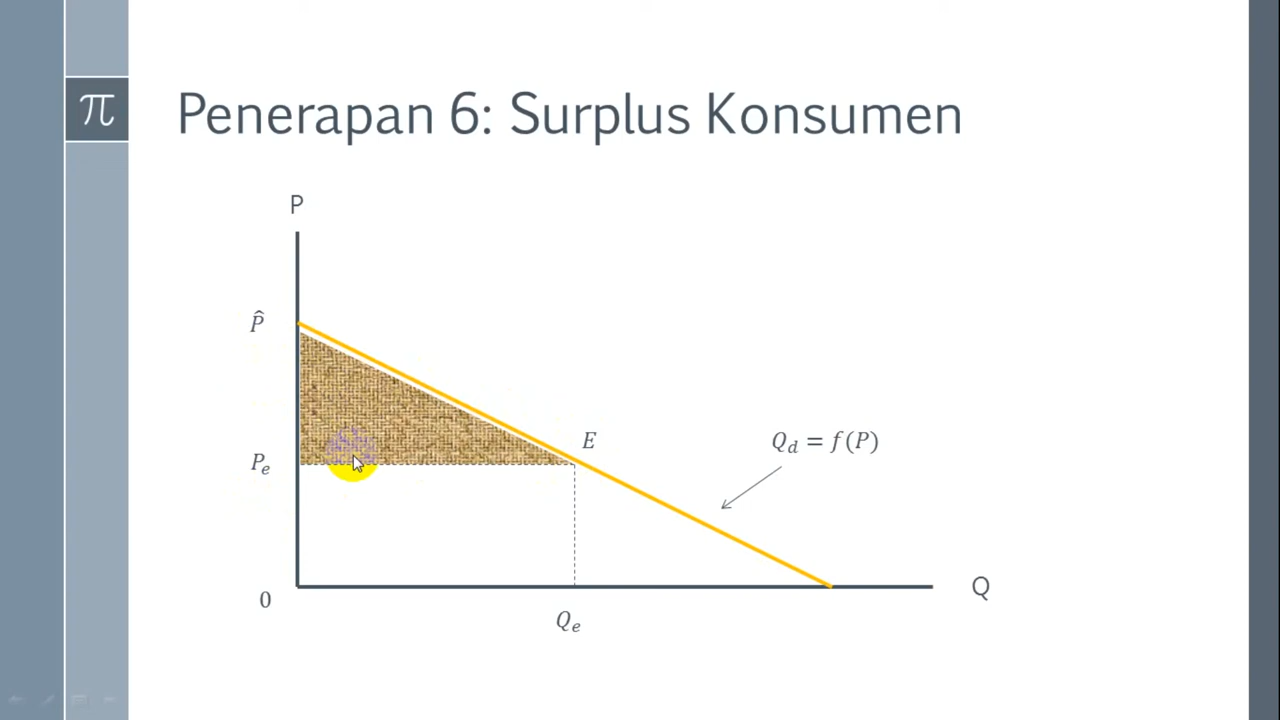 π
Penerapan 6: Surplus Konsumen
P
P̂
E
Q_d = f(P)
P_e
0
Q_e
Q